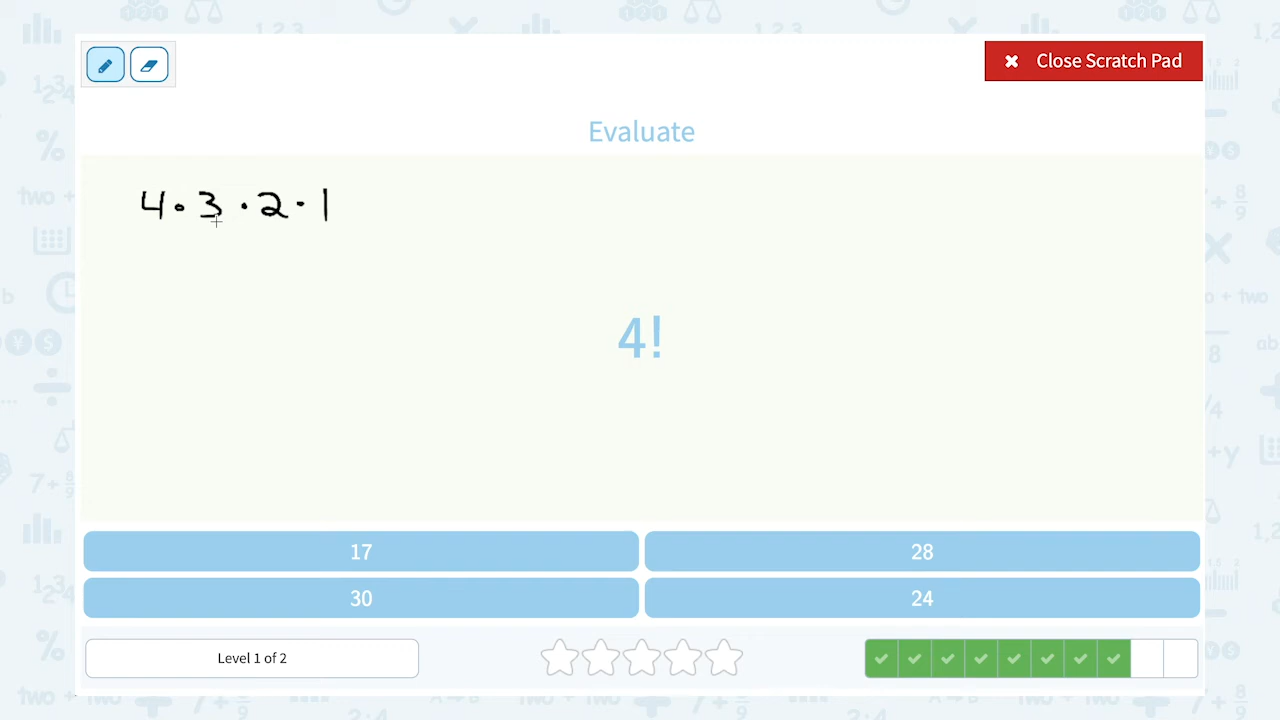 Close Scratch Pad
Evaluate
4 · 3 · 2 · 1
4!
17
28
30
24
Level 1 of 2